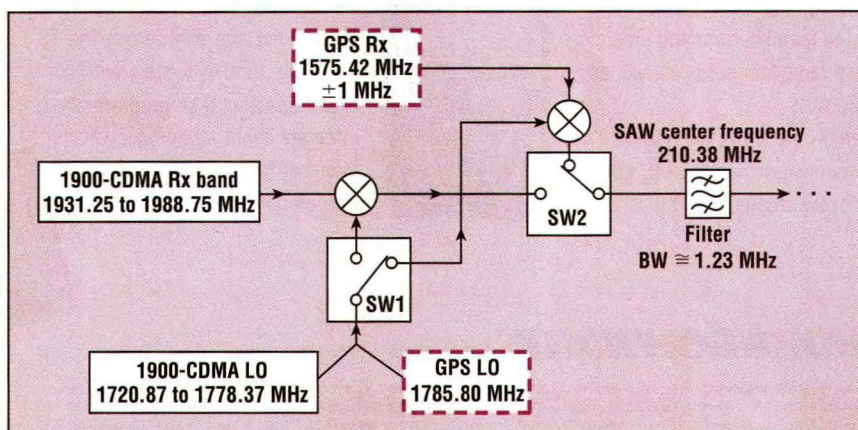 GPS Rx
1575.42 MHz
±1 MHz
SAW center frequency
210.38 MHz
1900-CDMA Rx band
1931.25 to 1988.75 MHz
SW2
Filter
BW ≅ 1.23 MHz
SW1
1900-CDMA LO
1720.87 to 1778.37 MHz
GPS LO
1785.80 MHz